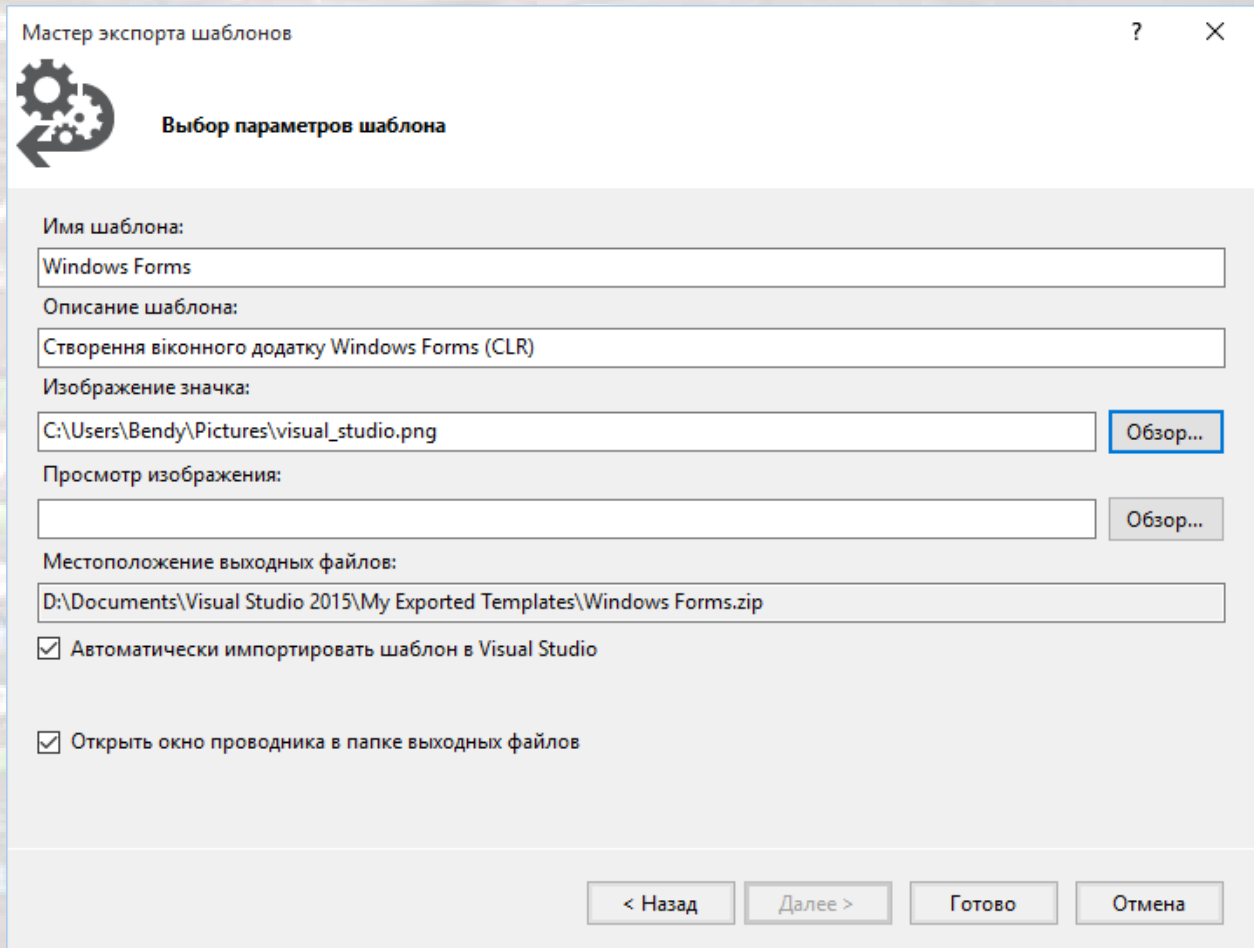 Мастер экспорта шаблонов
?
Выбор параметров шаблона
Имя шаблона:
Windows Forms
Описание шаблона:
Створення віконного додатку Windows Forms (CLR)
Изображение значка:
C:\Users\Bendy\Pictures\visual_studio.png
Обзор...
Просмотр изображения:
Обзор...
Местоположение выходных файлов:
D:\Documents\Visual Studio 2015\My Exported Templates\Windows Forms.zip
Автоматически импортировать шаблон в Visual Studio
Открыть окно проводника в папке выходных файлов
< Назад
Далее >
Готово
Отмена